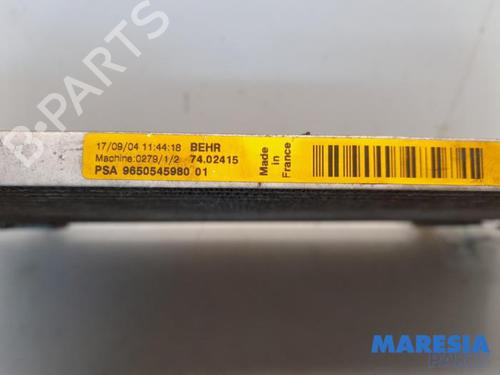 17/09/04 11:44:18 BEHR
Machine:0279/1/2 74.02415
PSA 9650545980 01
Made in
France
MARESIA
PARTS